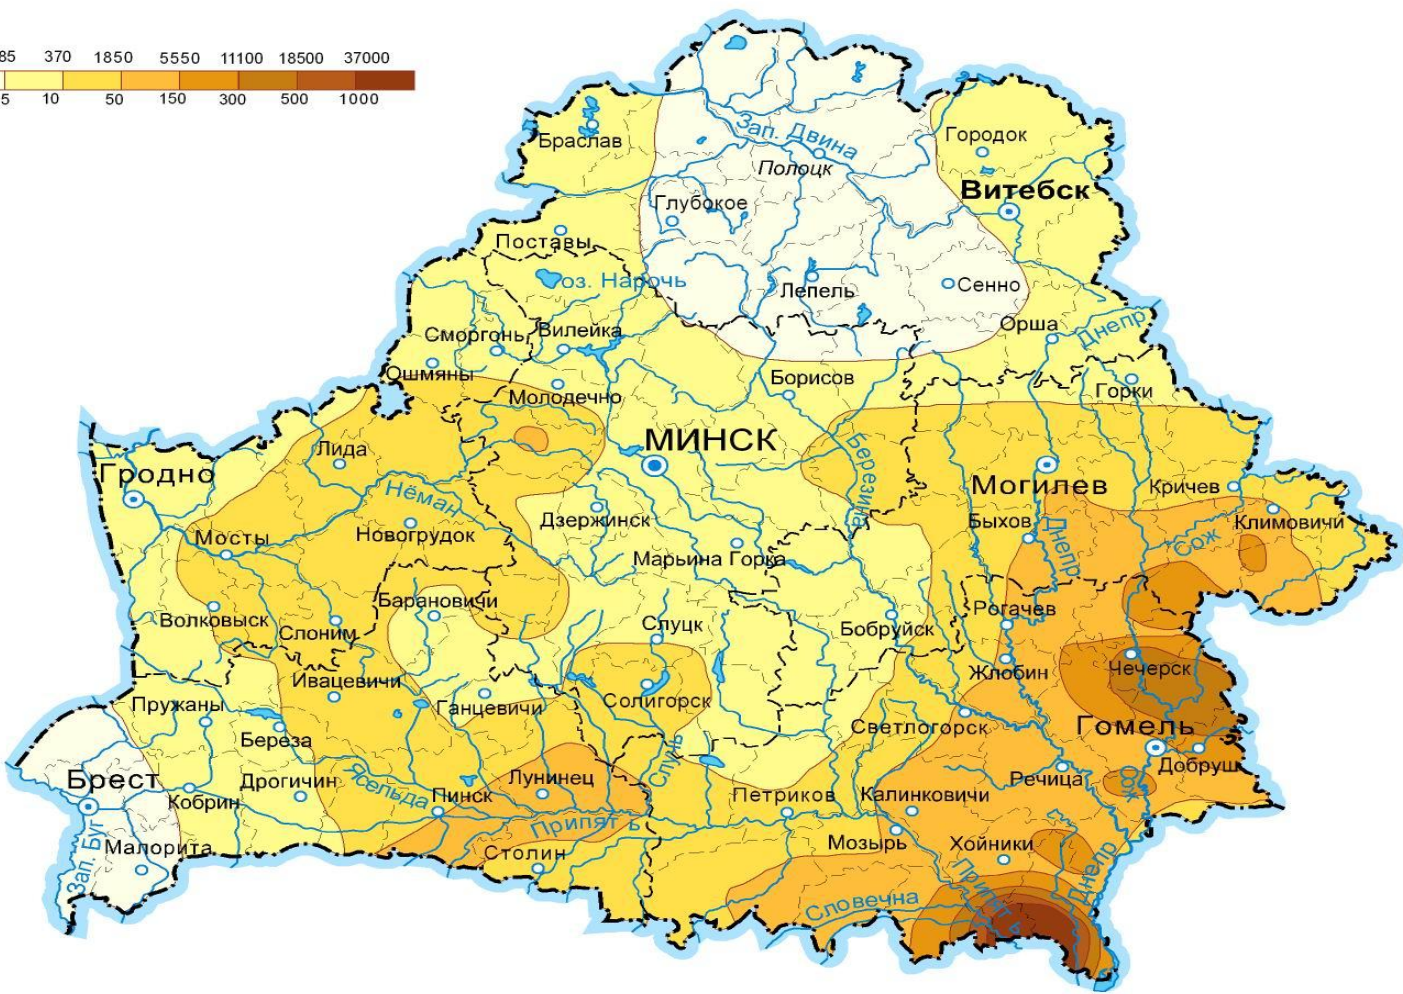 85 370 1850 5550 11100 18500 37000
5 10 50 150 300 500 1000
Браслав
Зап. Двина
Городок
Полоцк
Витебск
Глубокое
Поставы
оз. Нарочь
Лепель
Сенно
Сморгонь
Вилейка
Орша
Днепр
Ошмяны
Молодечно
Борисов
Горки
МИНСК
Лида
Гродно
Березина
Могилев
Кричев
Нёман
Дзержинск
Быхов
Климовичи
Мосты
Новогрудок
Днепр
Сож
Марьина Горка
Барановичи
Рогачев
Волковыск
Слоним
Слуцк
Бобруйск
Чечерск
Ивацевичи
Жлобин
Пружаны
Ганцевичи
Солигорск
Светлогорск
Гомель
Береза
Случь
Добруш
Брест
Дрогичин
Ясельда
Лунинец
Речица
Сож
Кобрин
Пинск
Петриков
Калинковичи
Припять
Зап. Буг
Малорита
Столин
Мозырь
Хойники
Днепр
Припять
Словечна